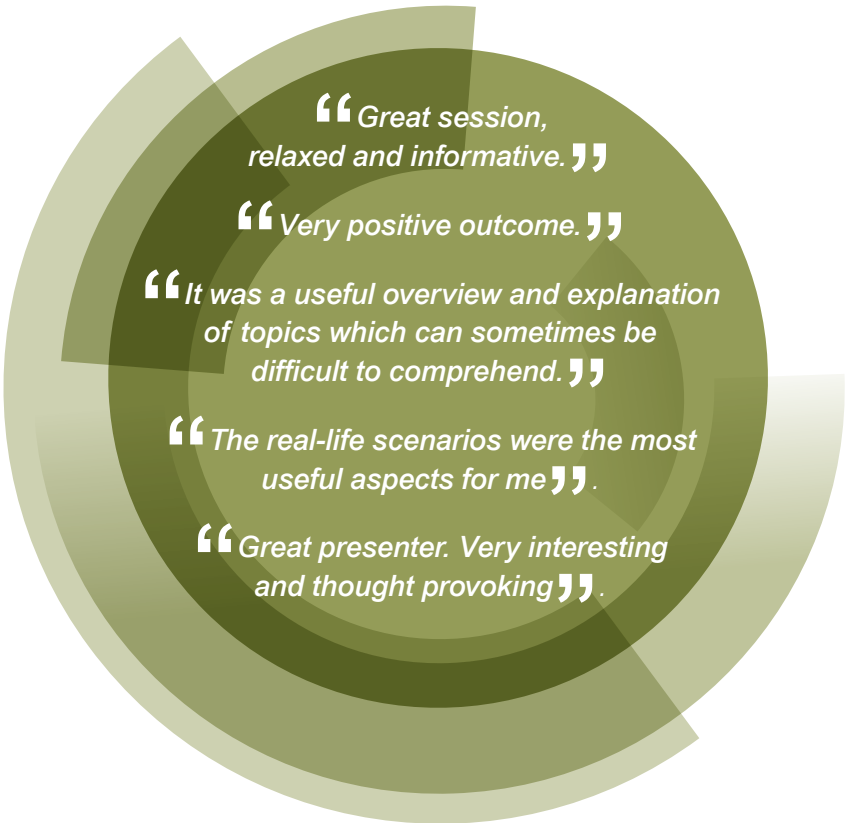 “Great session,
relaxed and informative.”
“Very positive outcome.”
“It was a useful overview and explanation
of topics which can sometimes be
difficult to comprehend.”
“The real-life scenarios were the most
useful aspects for me”.
“Great presenter. Very interesting
and thought provoking”.